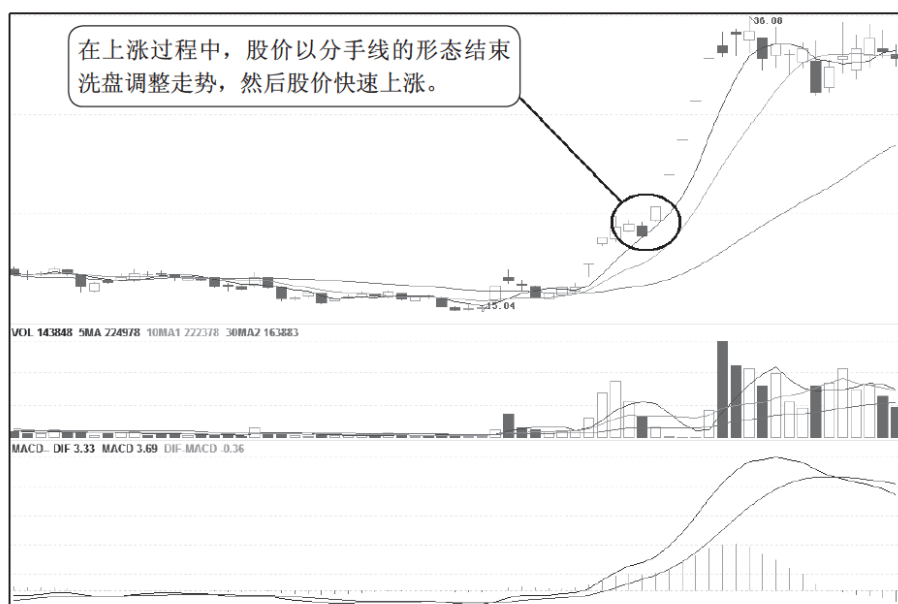 36.08
在上涨过程中，股价以分手线的形态结束
洗盘调整走势，然后股价快速上涨。
15.04
VOL 143848 5MA 224978 10MA1 222378 30MA2 163883
MACD- DIF 3.33 MACD 3.69 DIF-MACD -0.36